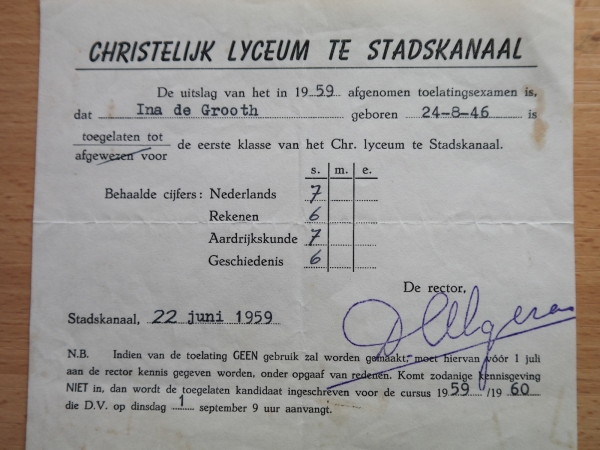 CHRISTELIJK LYCEUM TE STADSKANAAL
De uitslag van het in 1959 afgenomen toelatingsexamen is,
dat Ina de Grooth geboren 24-8-46 is
toegelaten tot
afgewezen voor
de eerste klasse van het Chr. lyceum te Stadskanaal.
s. m. e.
Behaalde cijfers: Nederlands 7
Rekenen 6
Aardrijkskunde 7
Geschiedenis 6
De rector,
Stadskanaal, 22 juni 1959
N.B. Indien van de toelating GEEN gebruik zal worden gemaakt, moet hiervan vóór 1 juli
aan de rector kennis gegeven worden, onder opgaaf van redenen. Komt zodanige kennisgeving
NIET in, dan wordt de toegelaten kandidaat ingeschreven voor de cursus 1959/1960
die D.V. op dinsdag 1 september 9 uur aanvangt.